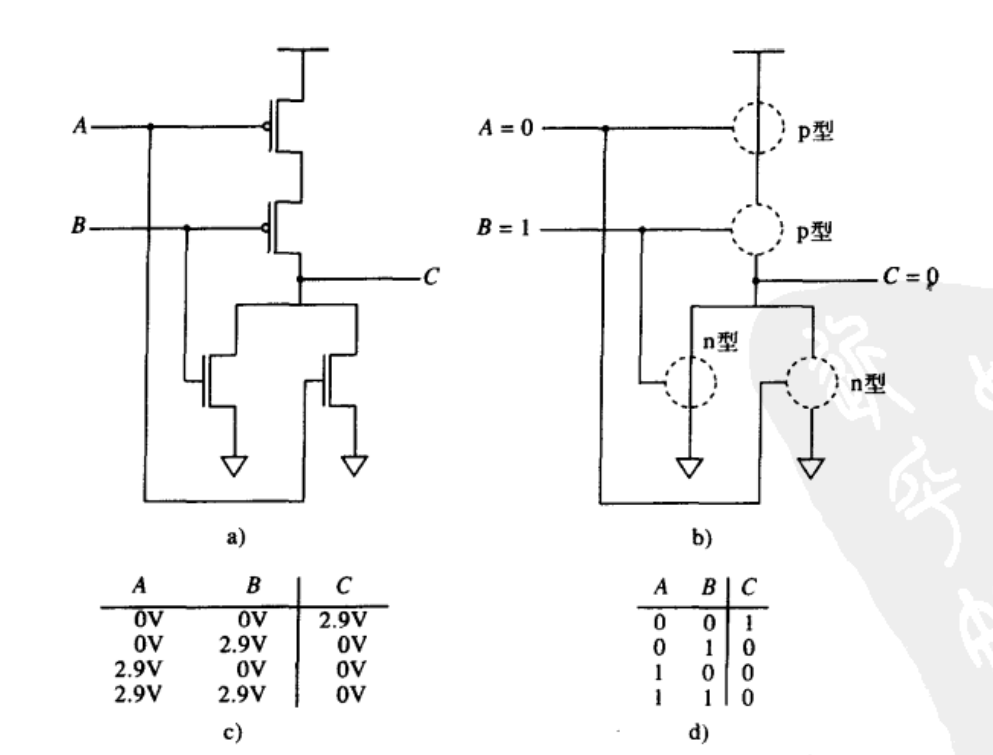 A
A = 0
p型
B
B = 1
p型
C
C = 0
n型
n型
a)
b)
A B C
0V 0V 2.9V
0V 2.9V 0V
2.9V 0V 0V
2.9V 2.9V 0V
c)
A B C
0 0 1
0 1 0
1 0 0
1 1 0
d)